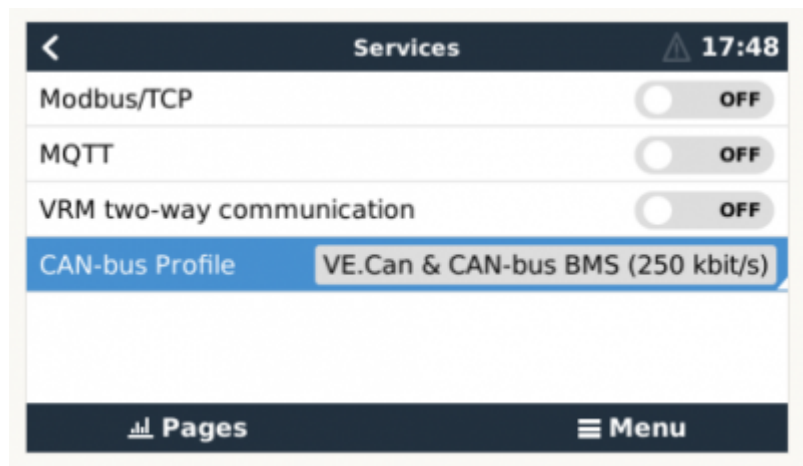 Services 17:48
Modbus/TCP OFF
MQTT OFF
VRM two-way communication OFF
CAN-bus Profile VE.Can & CAN-bus BMS (250 kbit/s)
Pages Menu